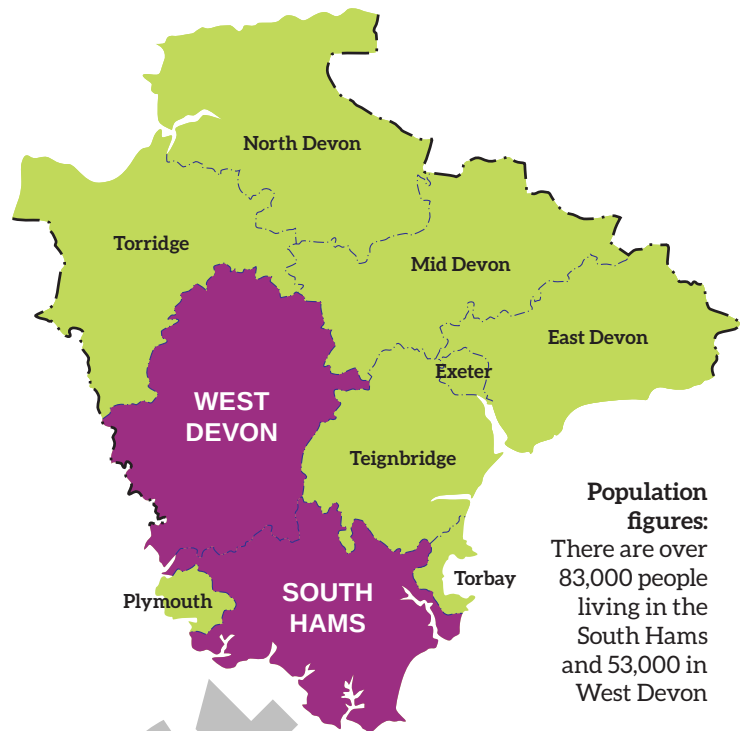 North Devon
Torridge
Mid Devon
East Devon
Exeter
WEST
DEVON
Teignbridge
Population
figures:
There are over
83,000 people
living in the
South Hams
and 53,000 in
West Devon
Torbay
Plymouth
SOUTH
HAMS